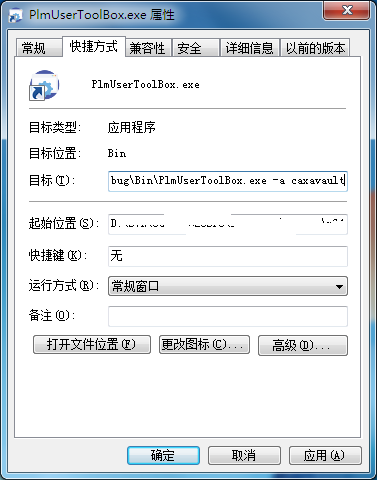 PlmUserToolBox.exe 属性
常规 快捷方式 兼容性 安全 详细信息 以前的版本
PlmUserToolBox.exe
目标类型: 应用程序
目标位置: Bin
目标(T): bug\Bin\PlmUserToolBox.exe -a caxavault
起始位置(S):
快捷键(K): 无
运行方式(R): 常规窗口
备注(O):
打开文件位置(F) 更改图标(C)... 高级(D)...
确定 取消 应用(A)